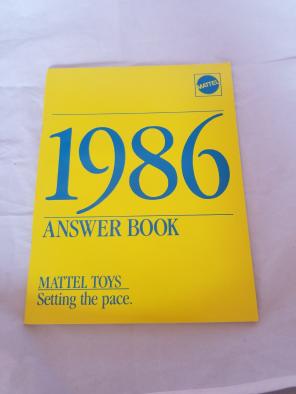 MATTEL
1986
ANSWER BOOK
MATTEL TOYS
Setting the pace.